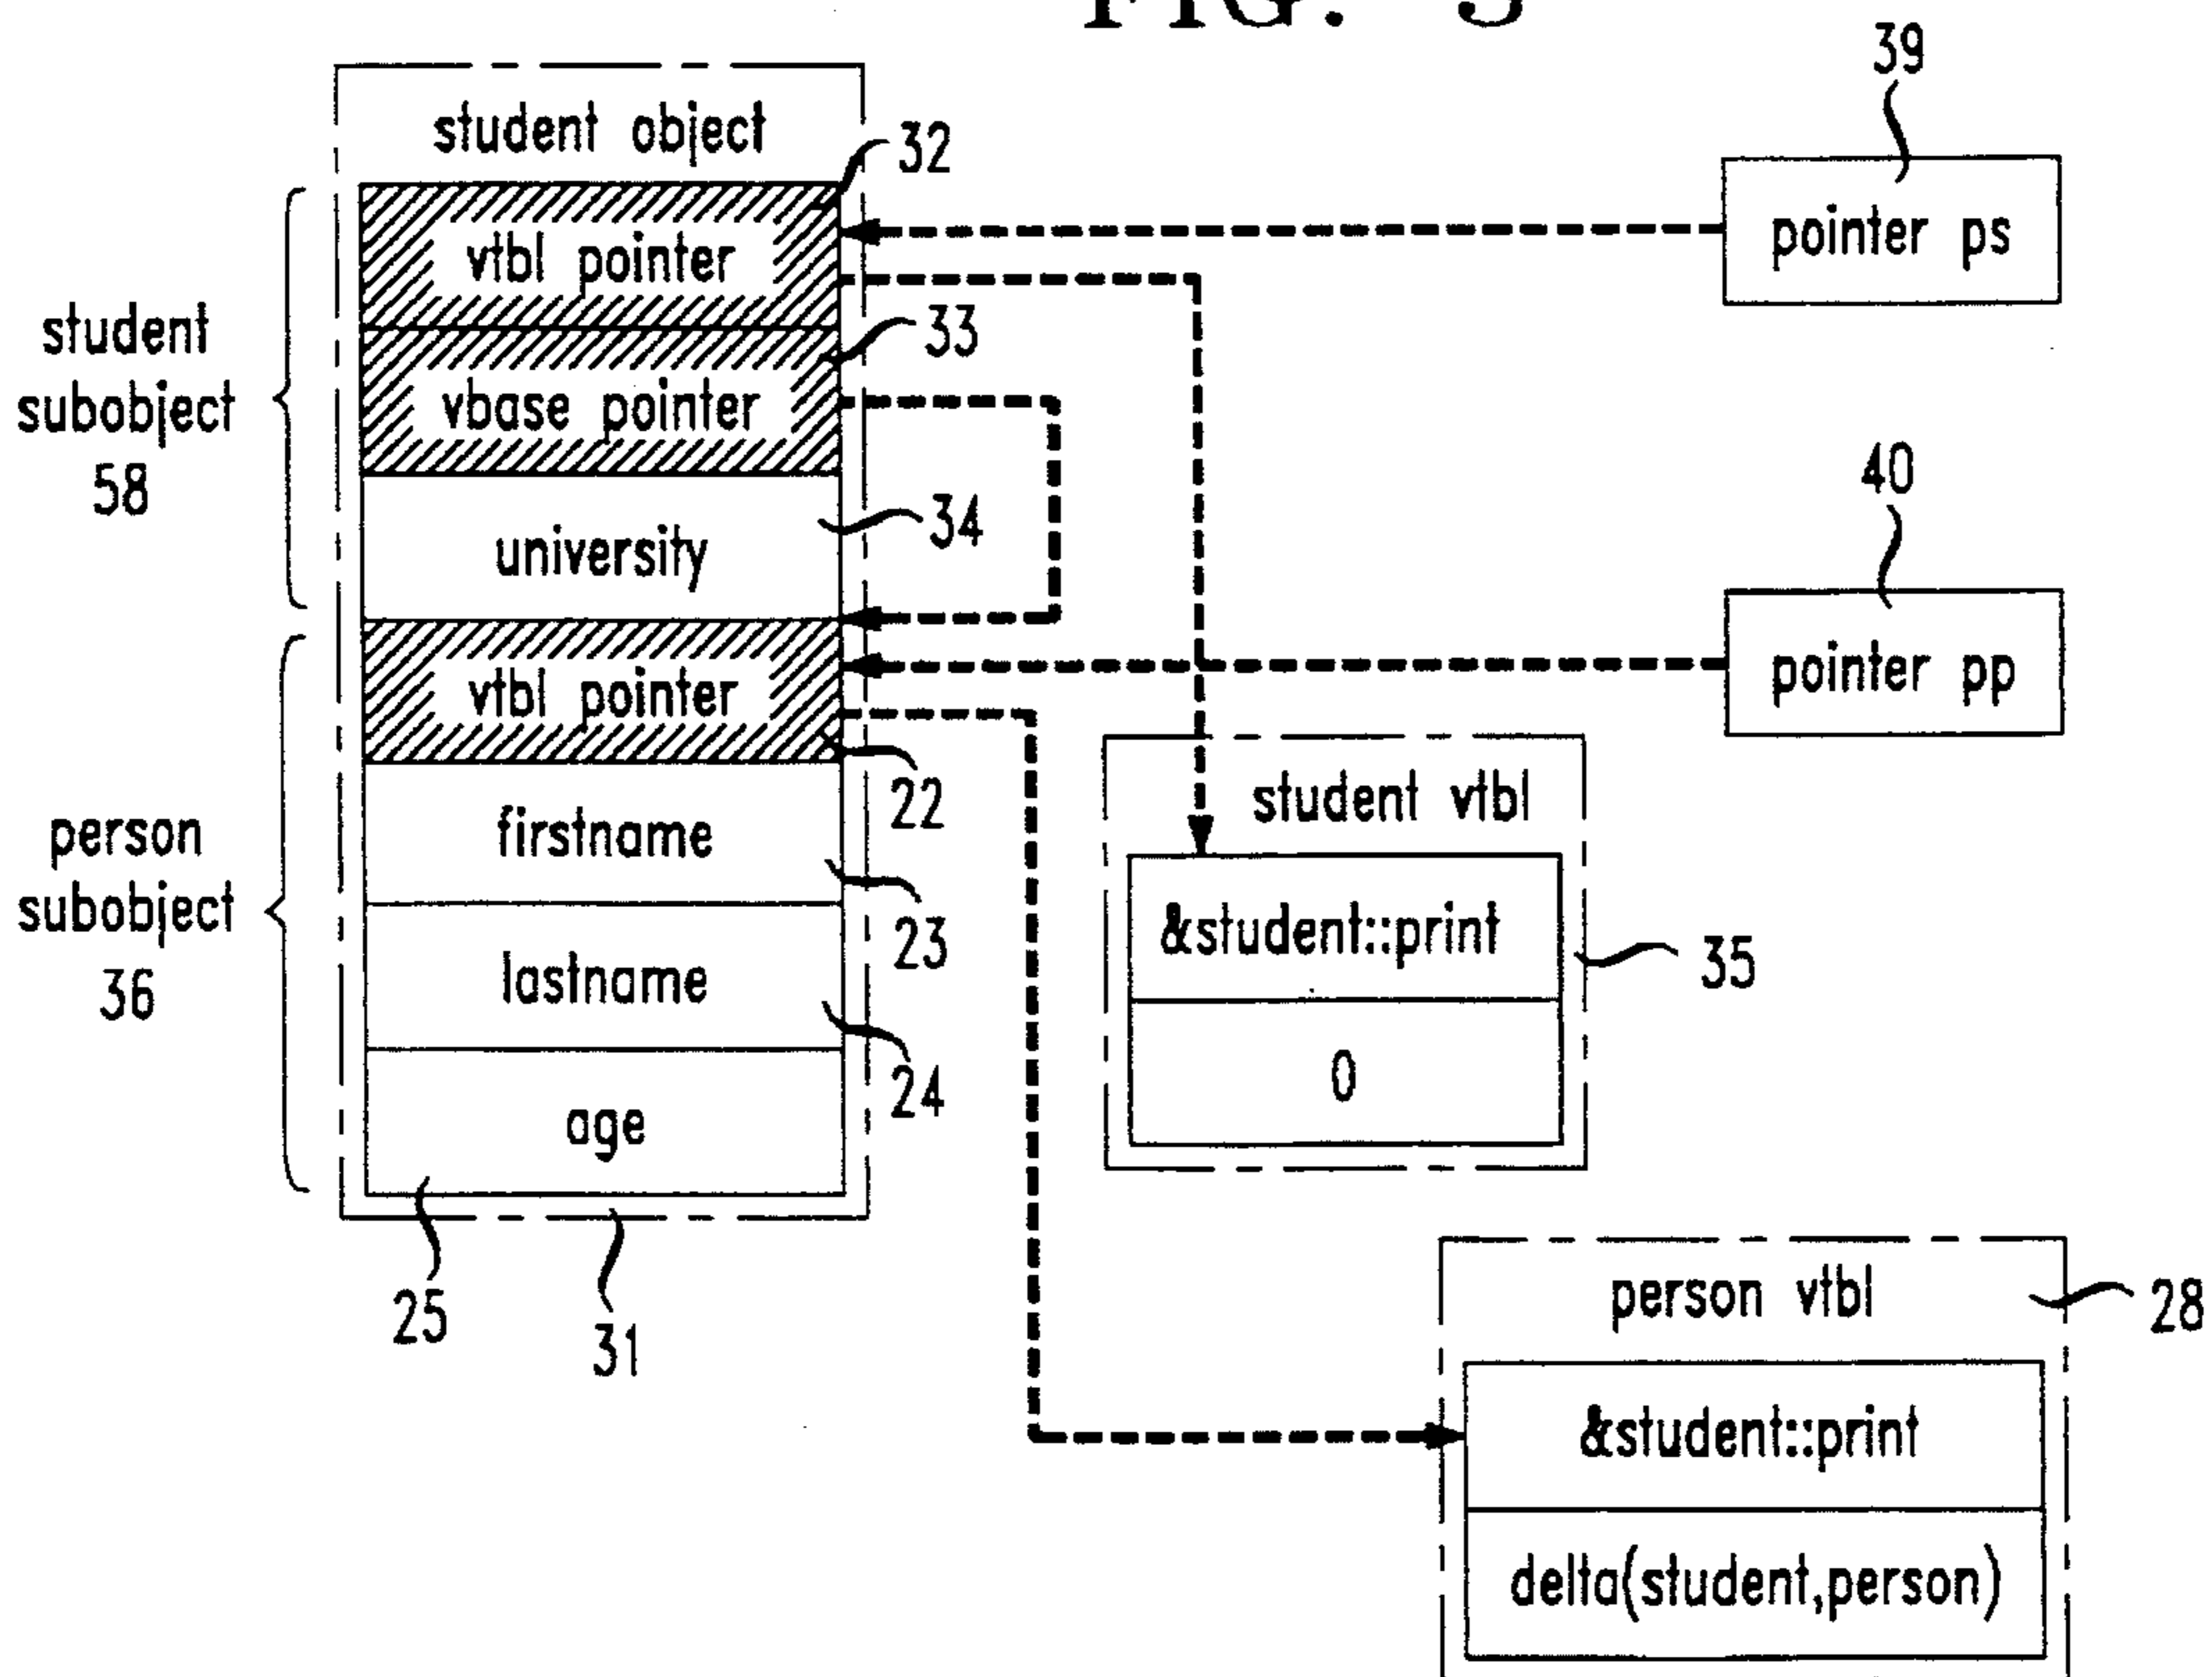 FIG. 3
39
student object
32
pointer ps
vtbl pointer
33
student
subobject
58
vbase pointer
40
34
university
pointer pp
vtbl pointer
22
student vtbl
person
subobject
36
firstname
23
&student::print
35
lastname
24
0
age
25
31
person vtbl
28
&student::print
delta(student,person)